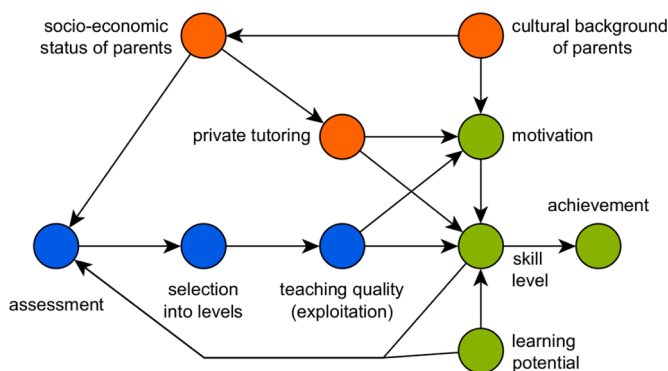 socio-economic
status of parents
cultural background
of parents
private tutoring
motivation
achievement
assessment
selection
into levels
teaching quality
(exploitation)
skill
level
learning
potential